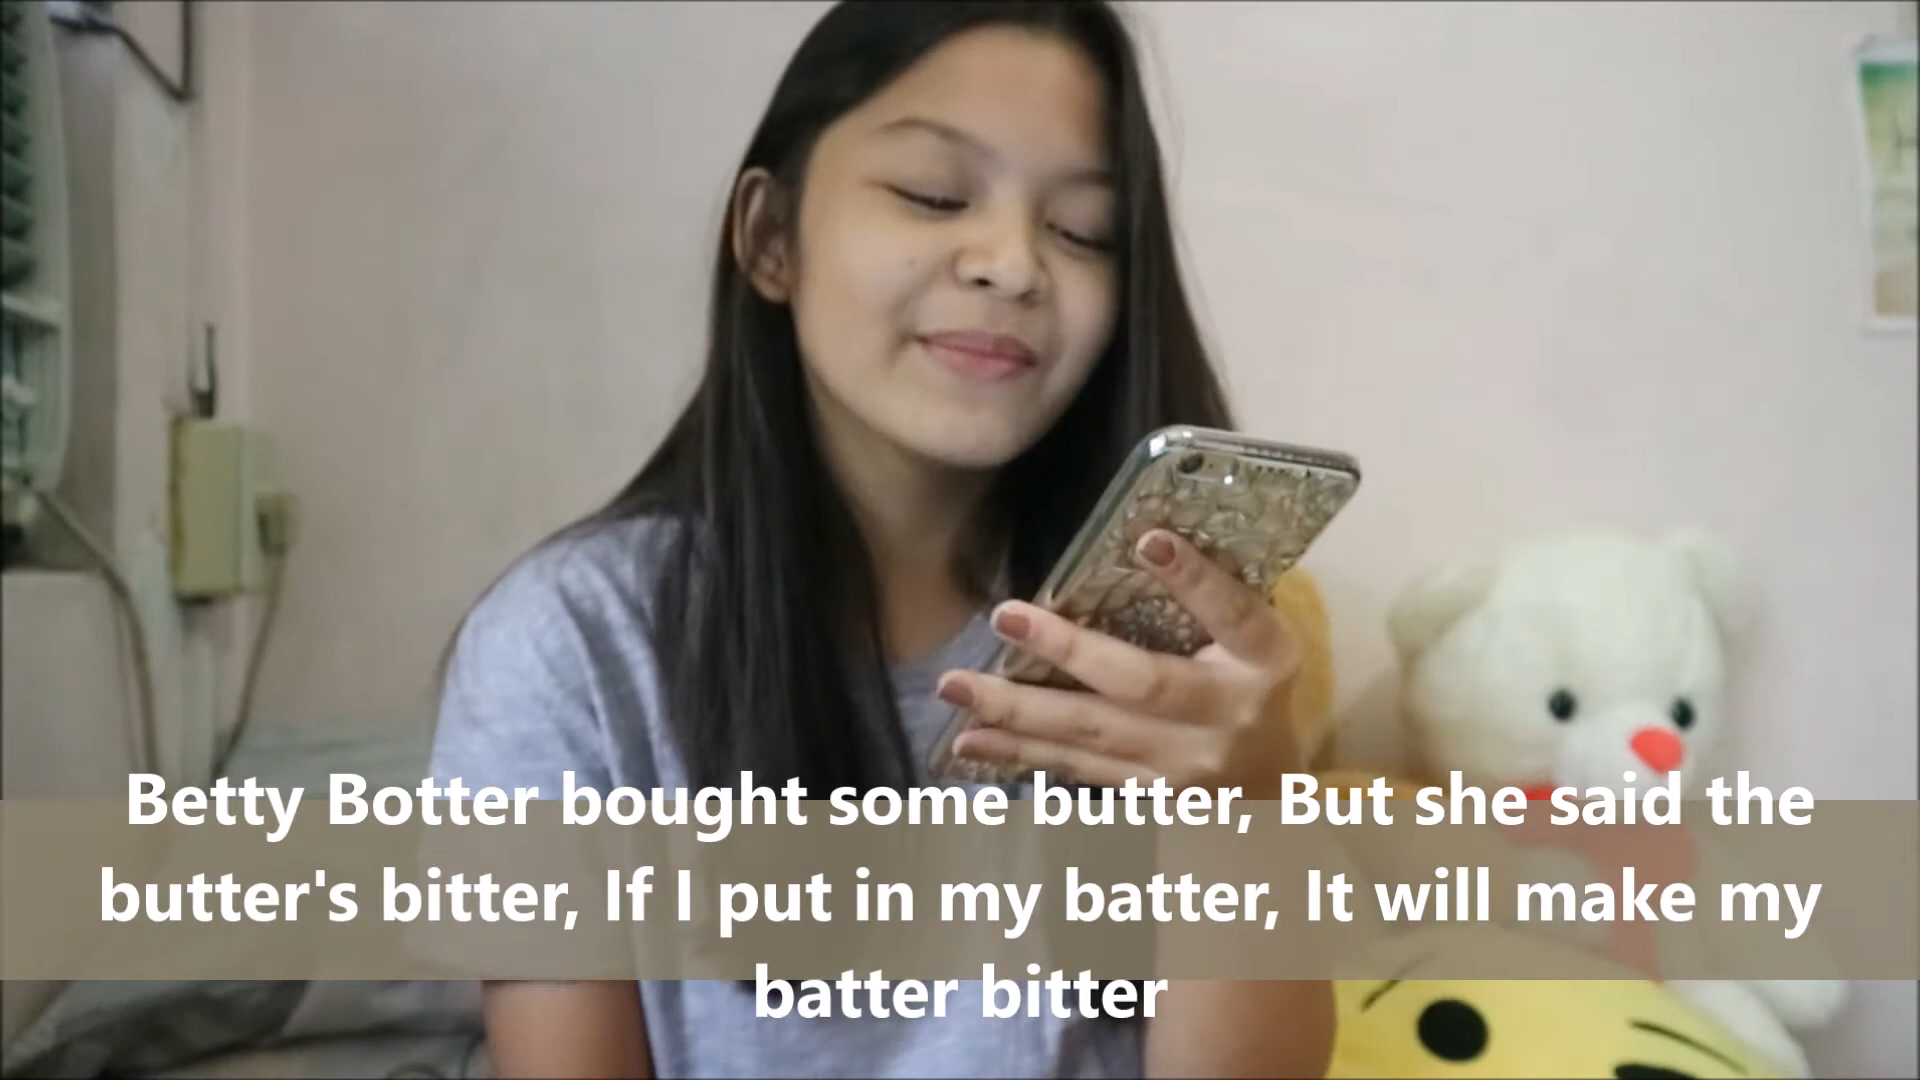 Betty Botter bought some butter, But she said the
butter's bitter, If I put in my batter, It will make my
batter bitter